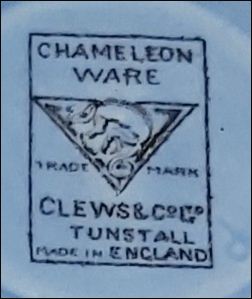 CHAMELEON
WARE
TRADE MARK
CLEWS & Co LTD
TUNSTALL
MADE IN ENGLAND